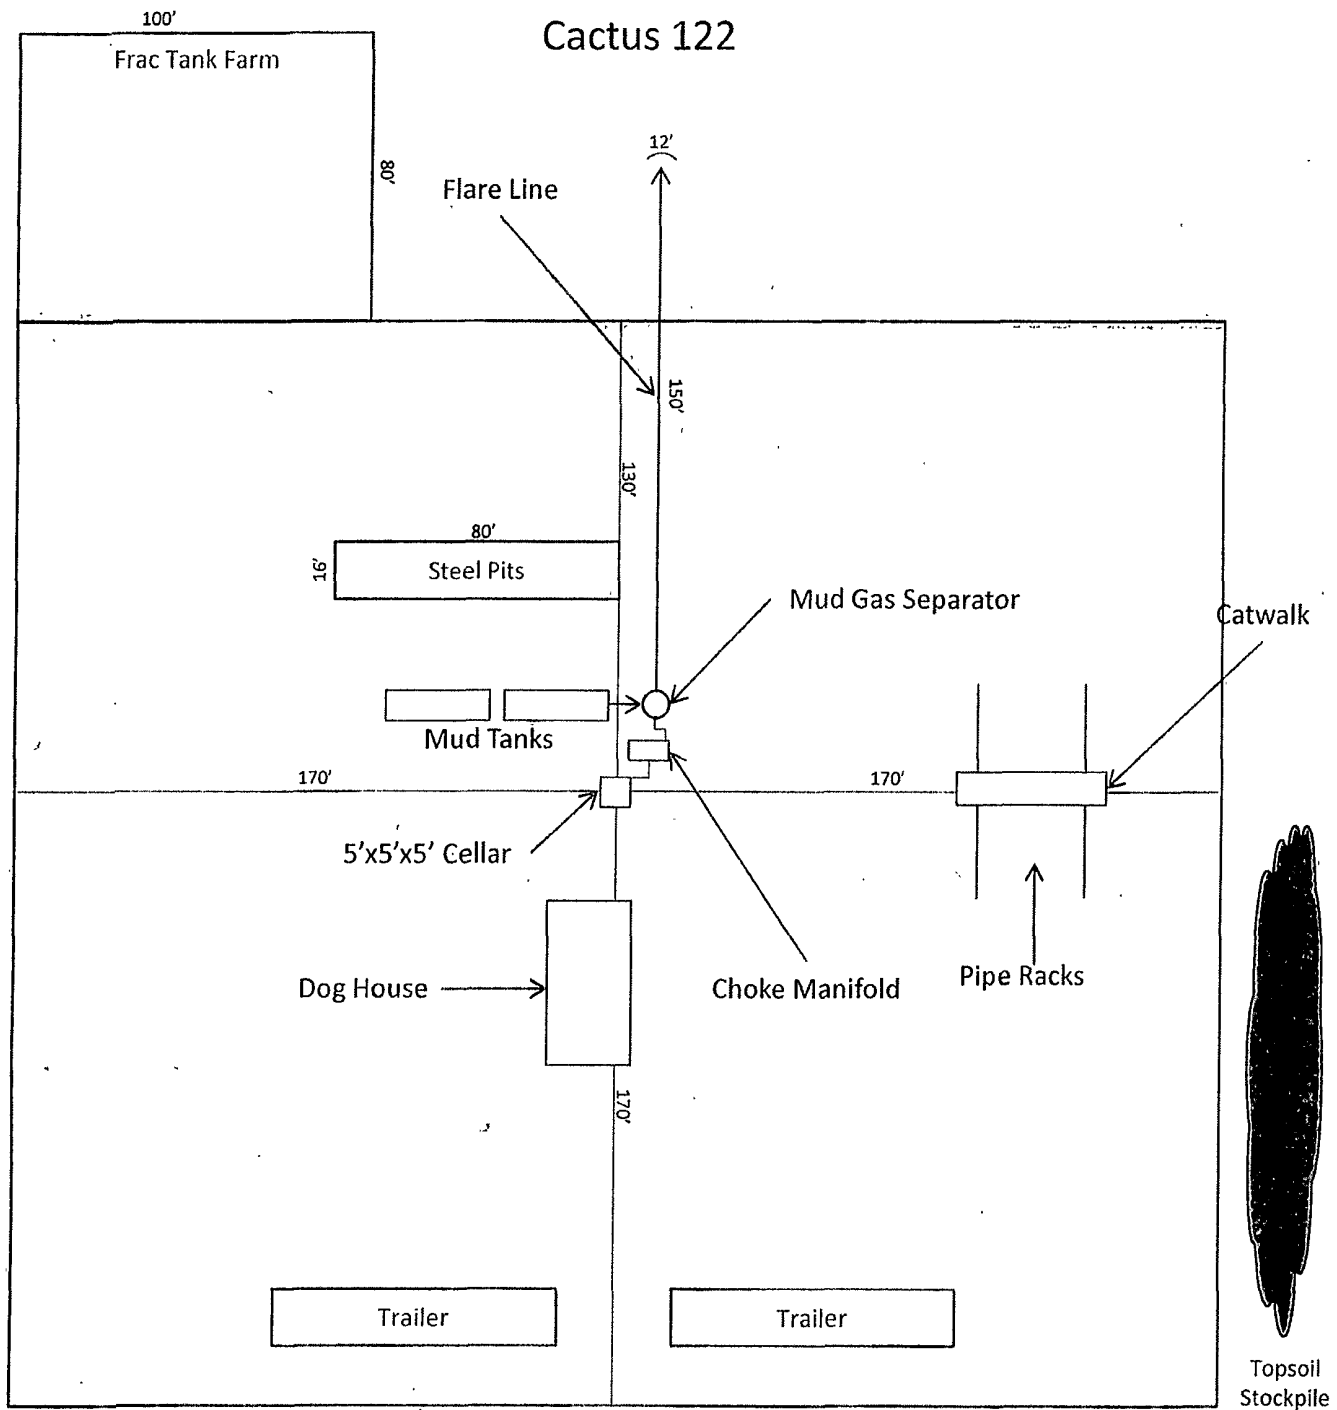 100'
Cactus 122
Frac Tank Farm
12'
80'
Flare Line
150'
130'
80'
16'
Steel Pits
Mud Gas Separator
Catwalk
Mud Tanks
170'
170'
5'x5'x5' Cellar
Dog House
Choke Manifold
Pipe Racks
170'
Trailer
Trailer
Topsoil
Stockpile